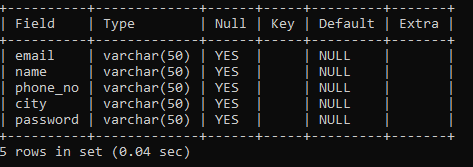 +----------+-------------+------+-----+---------+-------+
| Field    | Type        | Null | Key | Default | Extra |
+----------+-------------+------+-----+---------+-------+
| email    | varchar(50) | YES  |     | NULL    |       |
| name     | varchar(50) | YES  |     | NULL    |       |
| phone_no | varchar(50) | YES  |     | NULL    |       |
| city     | varchar(50) | YES  |     | NULL    |       |
| password | varchar(50) | YES  |     | NULL    |       |
+----------+-------------+------+-----+---------+-------+
5 rows in set (0.04 sec)